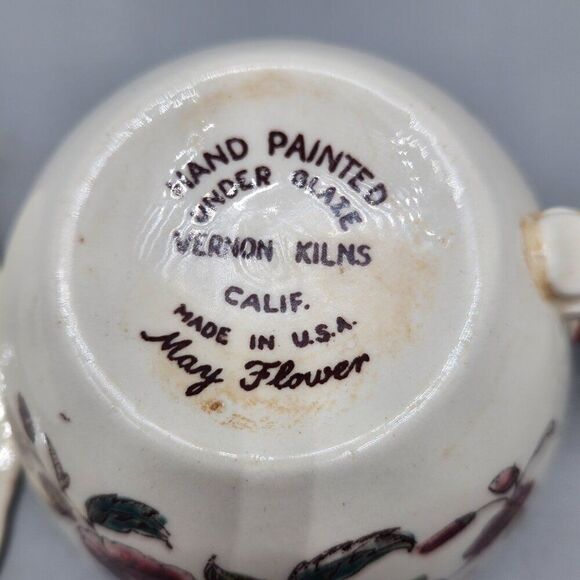 HAND PAINTED
UNDER GLAZE
VERNON KILNS
CALIF.
MADE IN U.S.A.
May Flower